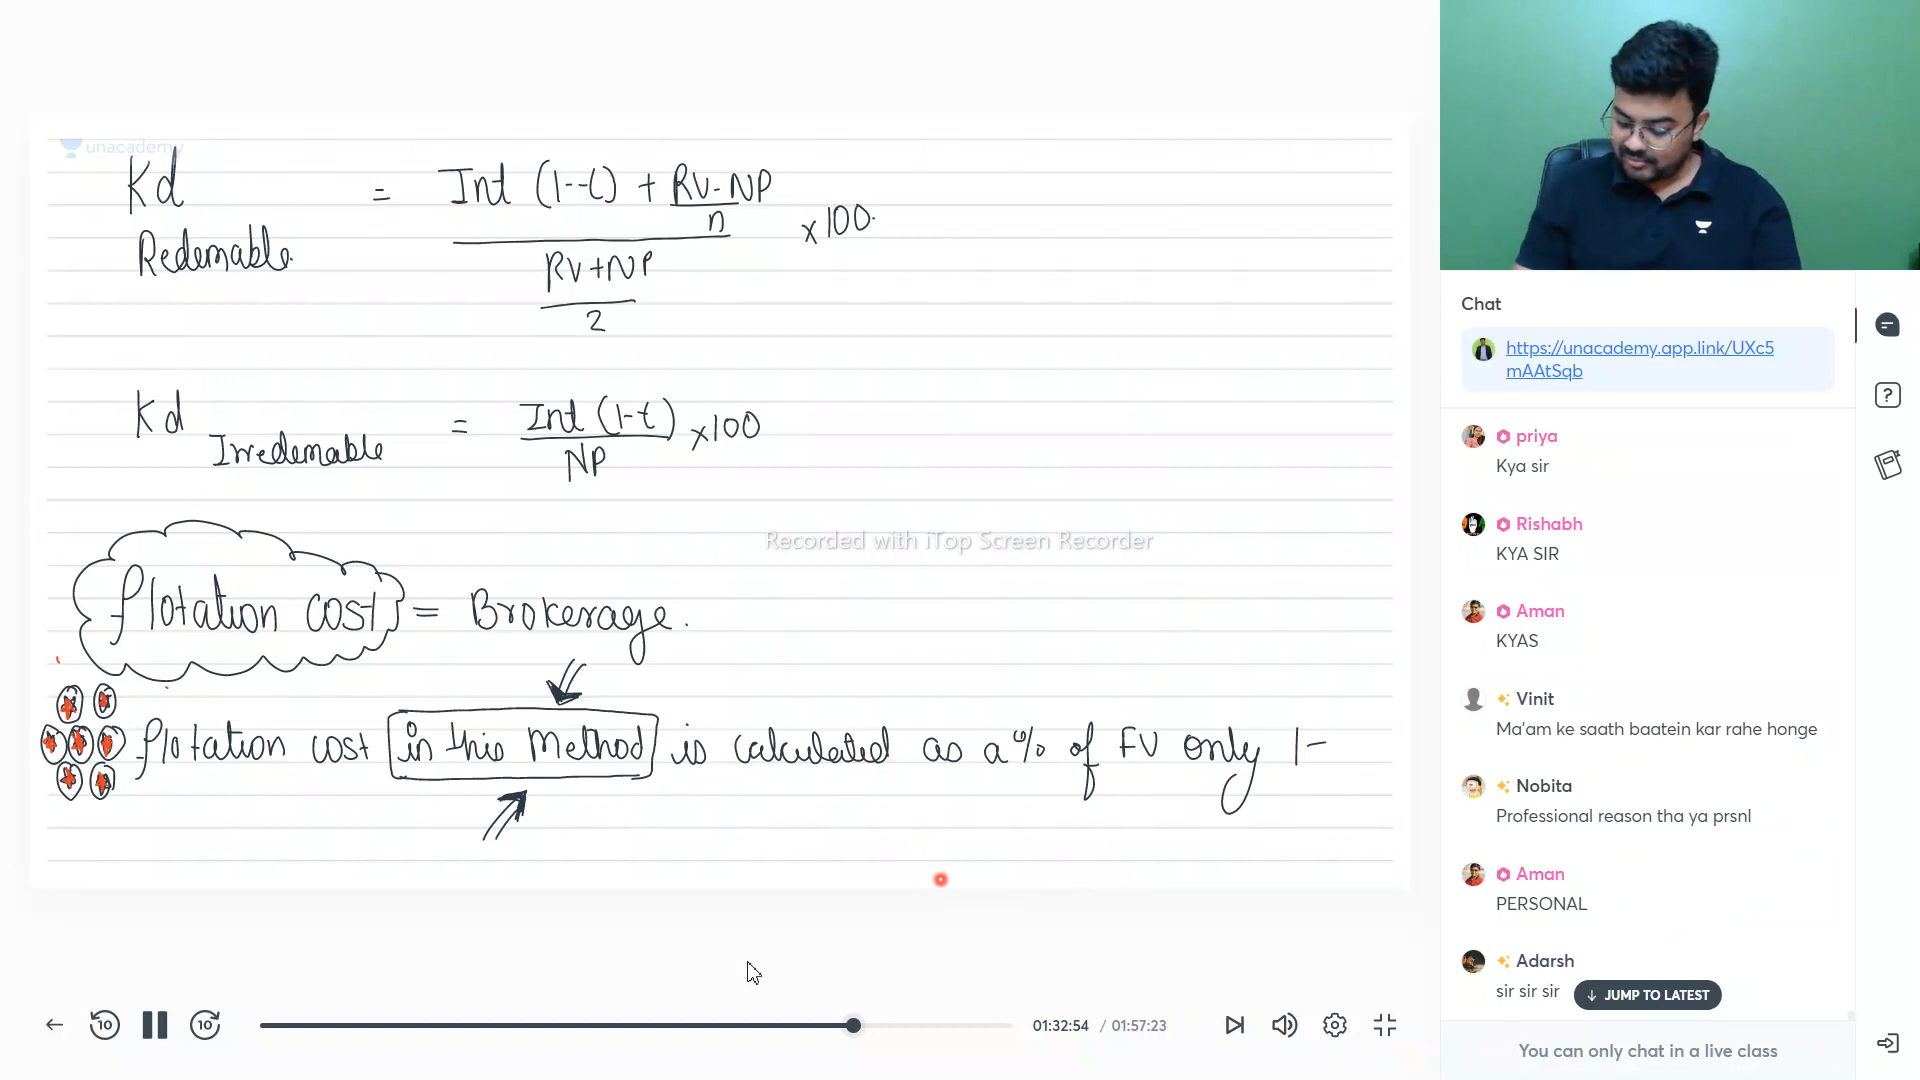 unacademy
Kd
Redemable.
= Int (1-t) + RV-NP
n
RV+NP
2
x100.
Kd Irredemable = Int (1-t) x100
NP
Recorded with iTop Screen Recorder
flotation cost = Brokerage.
flotation cost in this Method is calculated as a % of FV only |-
01:32:54 / 01:57:23
10
10
Chat
https://unacademy.app.link/UXc5
mAAtSqb
priya
Kya sir
Rishabh
KYA SIR
Aman
KYAS
Vinit
Ma'am ke saath baatein kar rahe honge
Nobita
Professional reason tha ya prsnl
Aman
PERSONAL
Adarsh
sir sir sir
JUMP TO LATEST
You can only chat in a live class